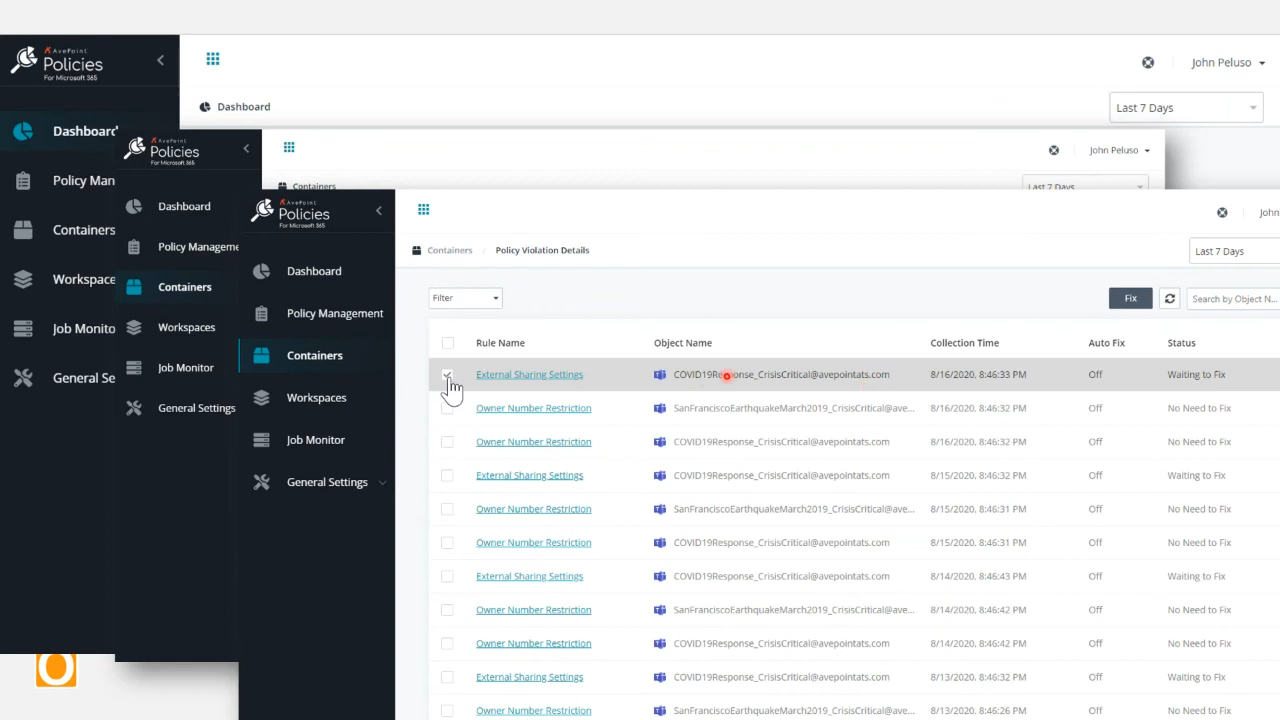 AvePoint
Policies
For Microsoft 365
John Peluso
Dashboard
Last 7 Days
Dashboard
Policy Man
Containers
Workspace
Job Monito
General Se
AvePoint
Policies
For Microsoft 365
John Peluso
Containers
Last 7 Days
Dashboard
Policy Manageme
Containers
Workspaces
Job Monitor
General Settings
AvePoint
Policies
For Microsoft 365
John
Containers / Policy Violation Details
Last 7 Days
Dashboard
Policy Management
Containers
Workspaces
Job Monitor
General Settings
Filter
Fix
Search by Object N...
Rule Name Object Name Collection Time Auto Fix Status
External Sharing Settings COVID19Response_CrisisCritical@avepointats.com 8/16/2020, 8:46:33 PM Off Waiting to Fix
Owner Number Restriction SanFranciscoEarthquakeMarch2019_CrisisCritical@ave... 8/16/2020, 8:46:32 PM Off No Need to Fix
Owner Number Restriction COVID19Response_CrisisCritical@avepointats.com 8/16/2020, 8:46:32 PM Off No Need to Fix
External Sharing Settings COVID19Response_CrisisCritical@avepointats.com 8/15/2020, 8:46:32 PM Off Waiting to Fix
Owner Number Restriction SanFranciscoEarthquakeMarch2019_CrisisCritical@ave... 8/15/2020, 8:46:31 PM Off No Need to Fix
Owner Number Restriction COVID19Response_CrisisCritical@avepointats.com 8/15/2020, 8:46:31 PM Off No Need to Fix
External Sharing Settings COVID19Response_CrisisCritical@avepointats.com 8/14/2020, 8:46:43 PM Off Waiting to Fix
Owner Number Restriction SanFranciscoEarthquakeMarch2019_CrisisCritical@ave... 8/14/2020, 8:46:42 PM Off No Need to Fix
Owner Number Restriction COVID19Response_CrisisCritical@avepointats.com 8/14/2020, 8:46:42 PM Off No Need to Fix
External Sharing Settings COVID19Response_CrisisCritical@avepointats.com 8/13/2020, 8:46:32 PM Off Waiting to Fix
Owner Number Restriction COVID19Response_CrisisCritical@avepointats.com 8/13/2020, 8:46:26 PM Off No Need to Fix
O